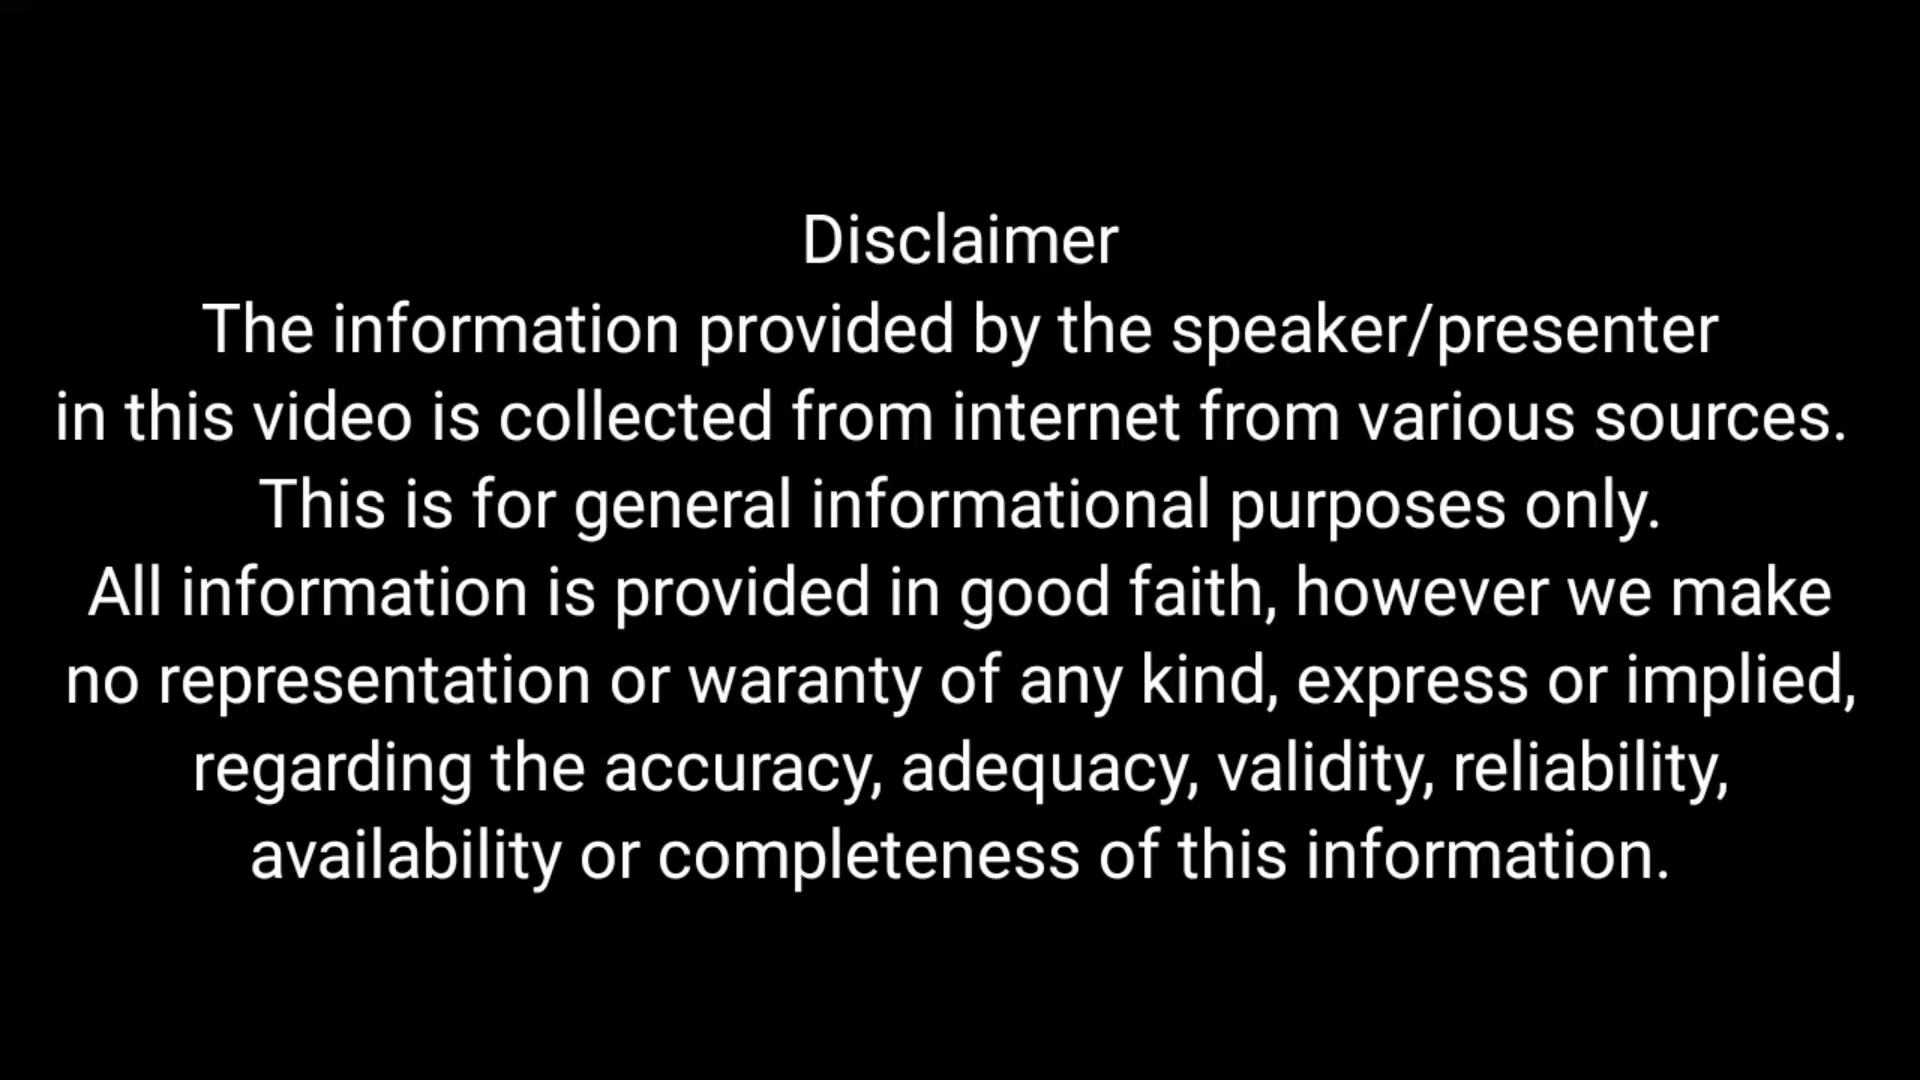 Disclaimer
The information provided by the speaker/presenter
in this video is collected from internet from various sources.
This is for general informational purposes only.
All information is provided in good faith, however we make
no representation or waranty of any kind, express or implied,
regarding the accuracy, adequacy, validity, reliability,
availability or completeness of this information.